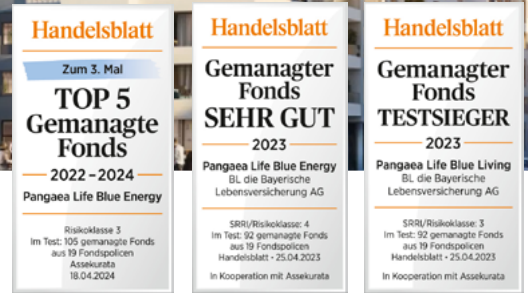 Handelsblatt
Zum 3. Mal
TOP 5
Gemanagte
Fonds
2022 – 2024
Pangaea Life Blue Energy
Risikoklasse 3
Im Test: 105 gemanagte Fonds
aus 19 Fondspolicen
Assekurata
18.04.2024
Handelsblatt
Gemanagter
Fonds
SEHR GUT
2023
Pangaea Life Blue Energy
BL die Bayerische
Lebensversicherung AG
SRRI/Risikoklasse: 4
Im Test: 92 gemanagte Fonds
aus 19 Fondspolicen
Handelsblatt • 25.04.2023
In Kooperation mit Assekurata
Handelsblatt
Gemanagter
Fonds
TESTSIEGER
2023
Pangaea Life Blue Living
BL die Bayerische
Lebensversicherung AG
SRRI/Risikoklasse: 3
Im Test: 92 gemanagte Fonds
aus 19 Fondspolicen
Handelsblatt • 25.04.2023
In Kooperation mit Assekurata